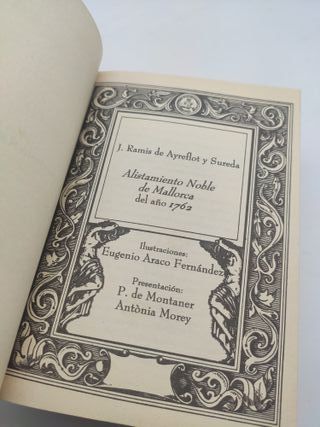 J. Ramis de Ayreflot y Sureda
Alistamiento Noble
de Mallorca
del año 1762
Ilustraciones:
Eugenio Araco Fernández
Presentación:
P. de Montaner
Antònia Morey